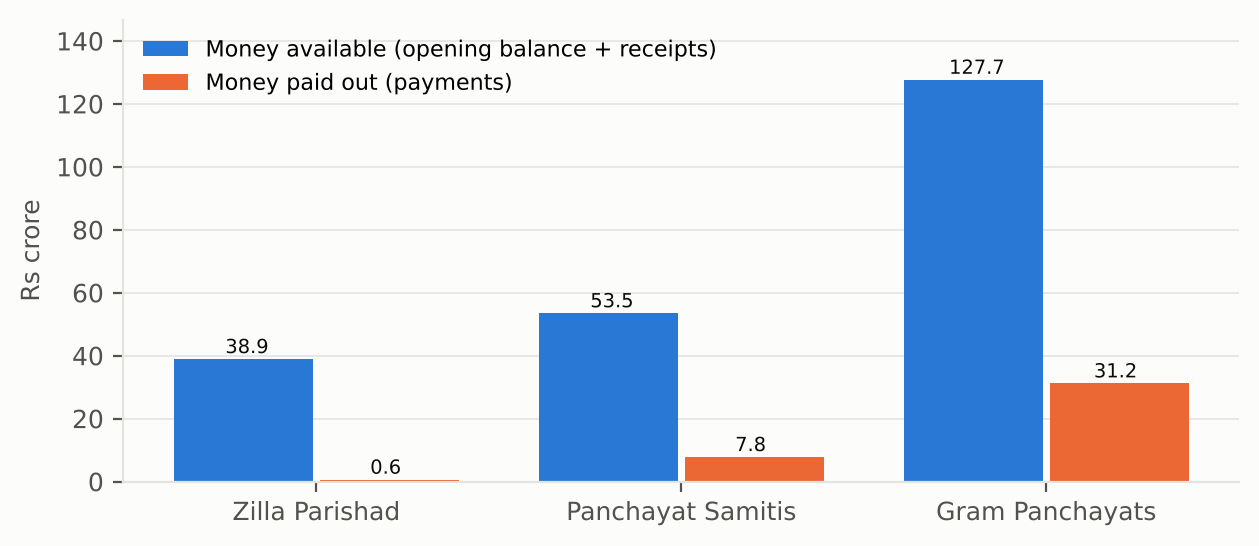 Money available (opening balance + receipts)
Money paid out (payments)
Rs crore
140
120
100
80
60
40
20
0
38.9
0.6
53.5
7.8
127.7
31.2
Zilla Parishad
Panchayat Samitis
Gram Panchayats